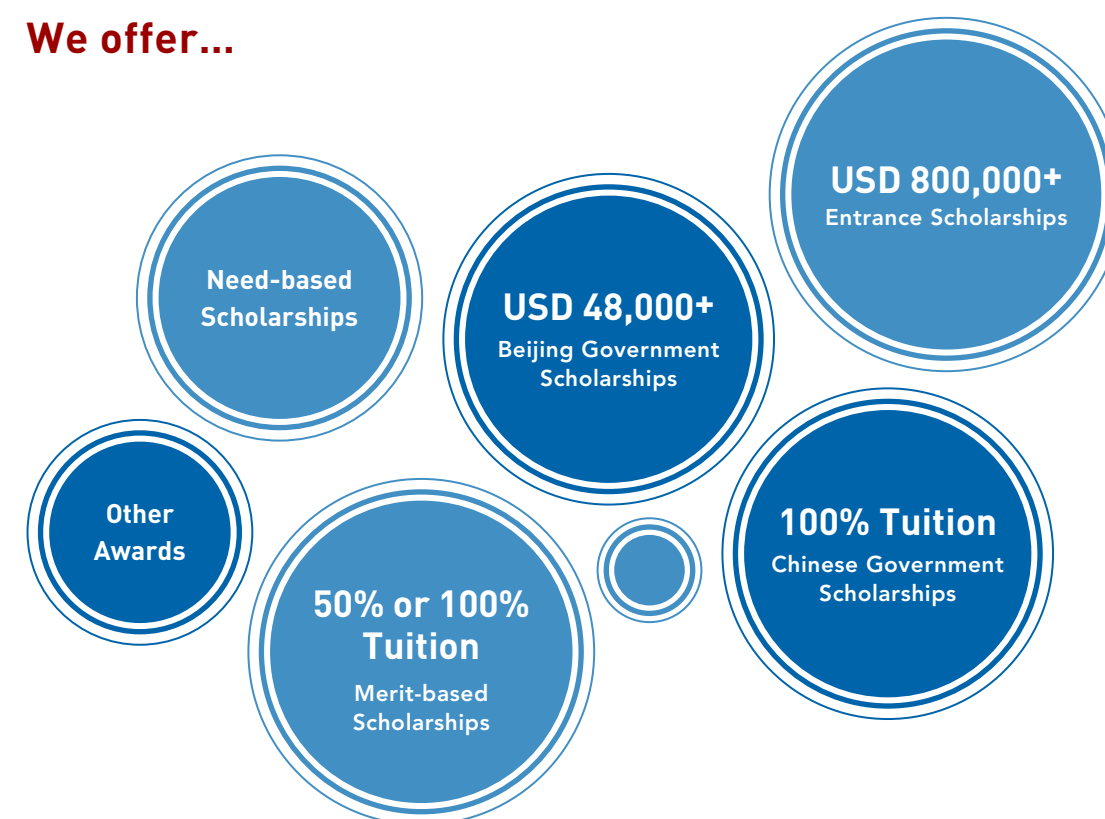 We offer...
USD 800,000+
Entrance Scholarships
Need-based
Scholarships
USD 48,000+
Beijing Government
Scholarships
Other
Awards
50% or 100%
Tuition
Merit-based
Scholarships
100% Tuition
Chinese Government
Scholarships